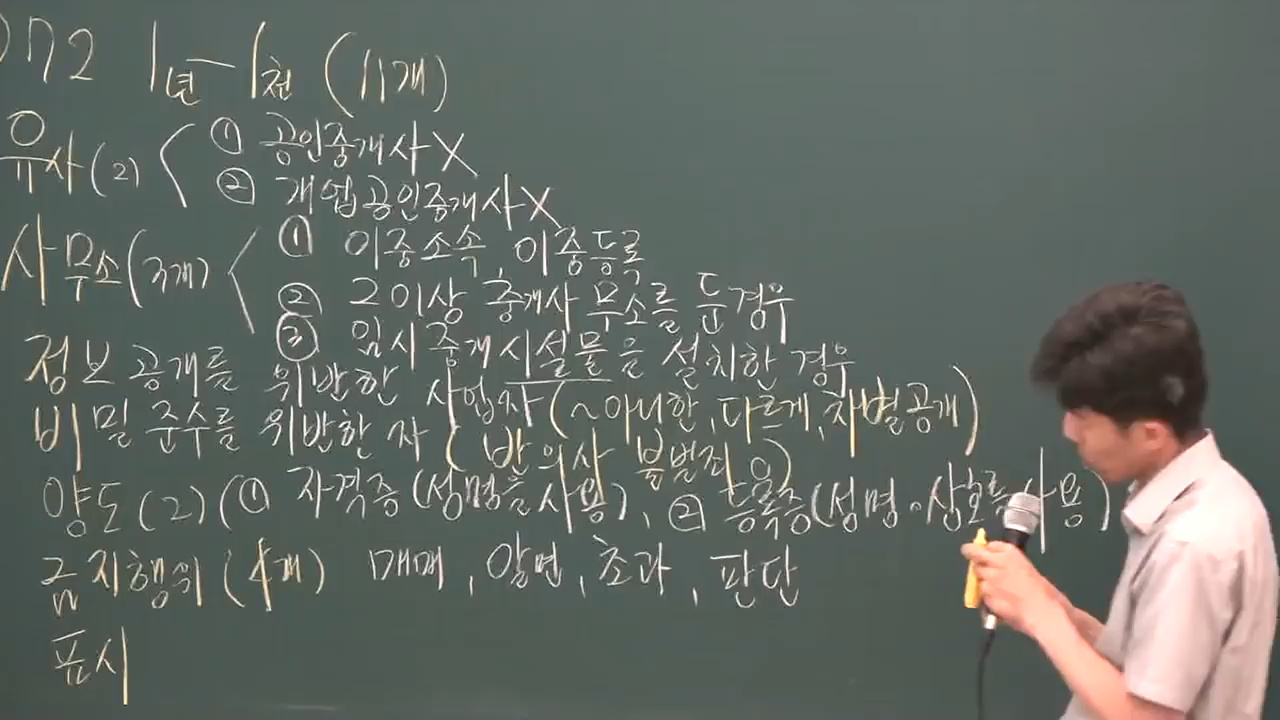 072 1년-1천 (11개)
유사(2) < ① 공인중개사 X
② 개업공인중개사 X
사무소(3개) < ① 이중소속, 이중등록
② 2이상 중개사무소를 둔 경우
③ 임시 중개시설물을 설치한 경우
정보공개를 위반한 사업자 (~아니한, 다르게, 차별공개)
비밀 준수를 위반한 자 (반의사 불벌죄 O)
양도(2) (① 자격증(성명을 사용), ② 등록증(성명·상호를 사용)
금지행위 (4개) 매매, 알면, 초과, 판단
표시